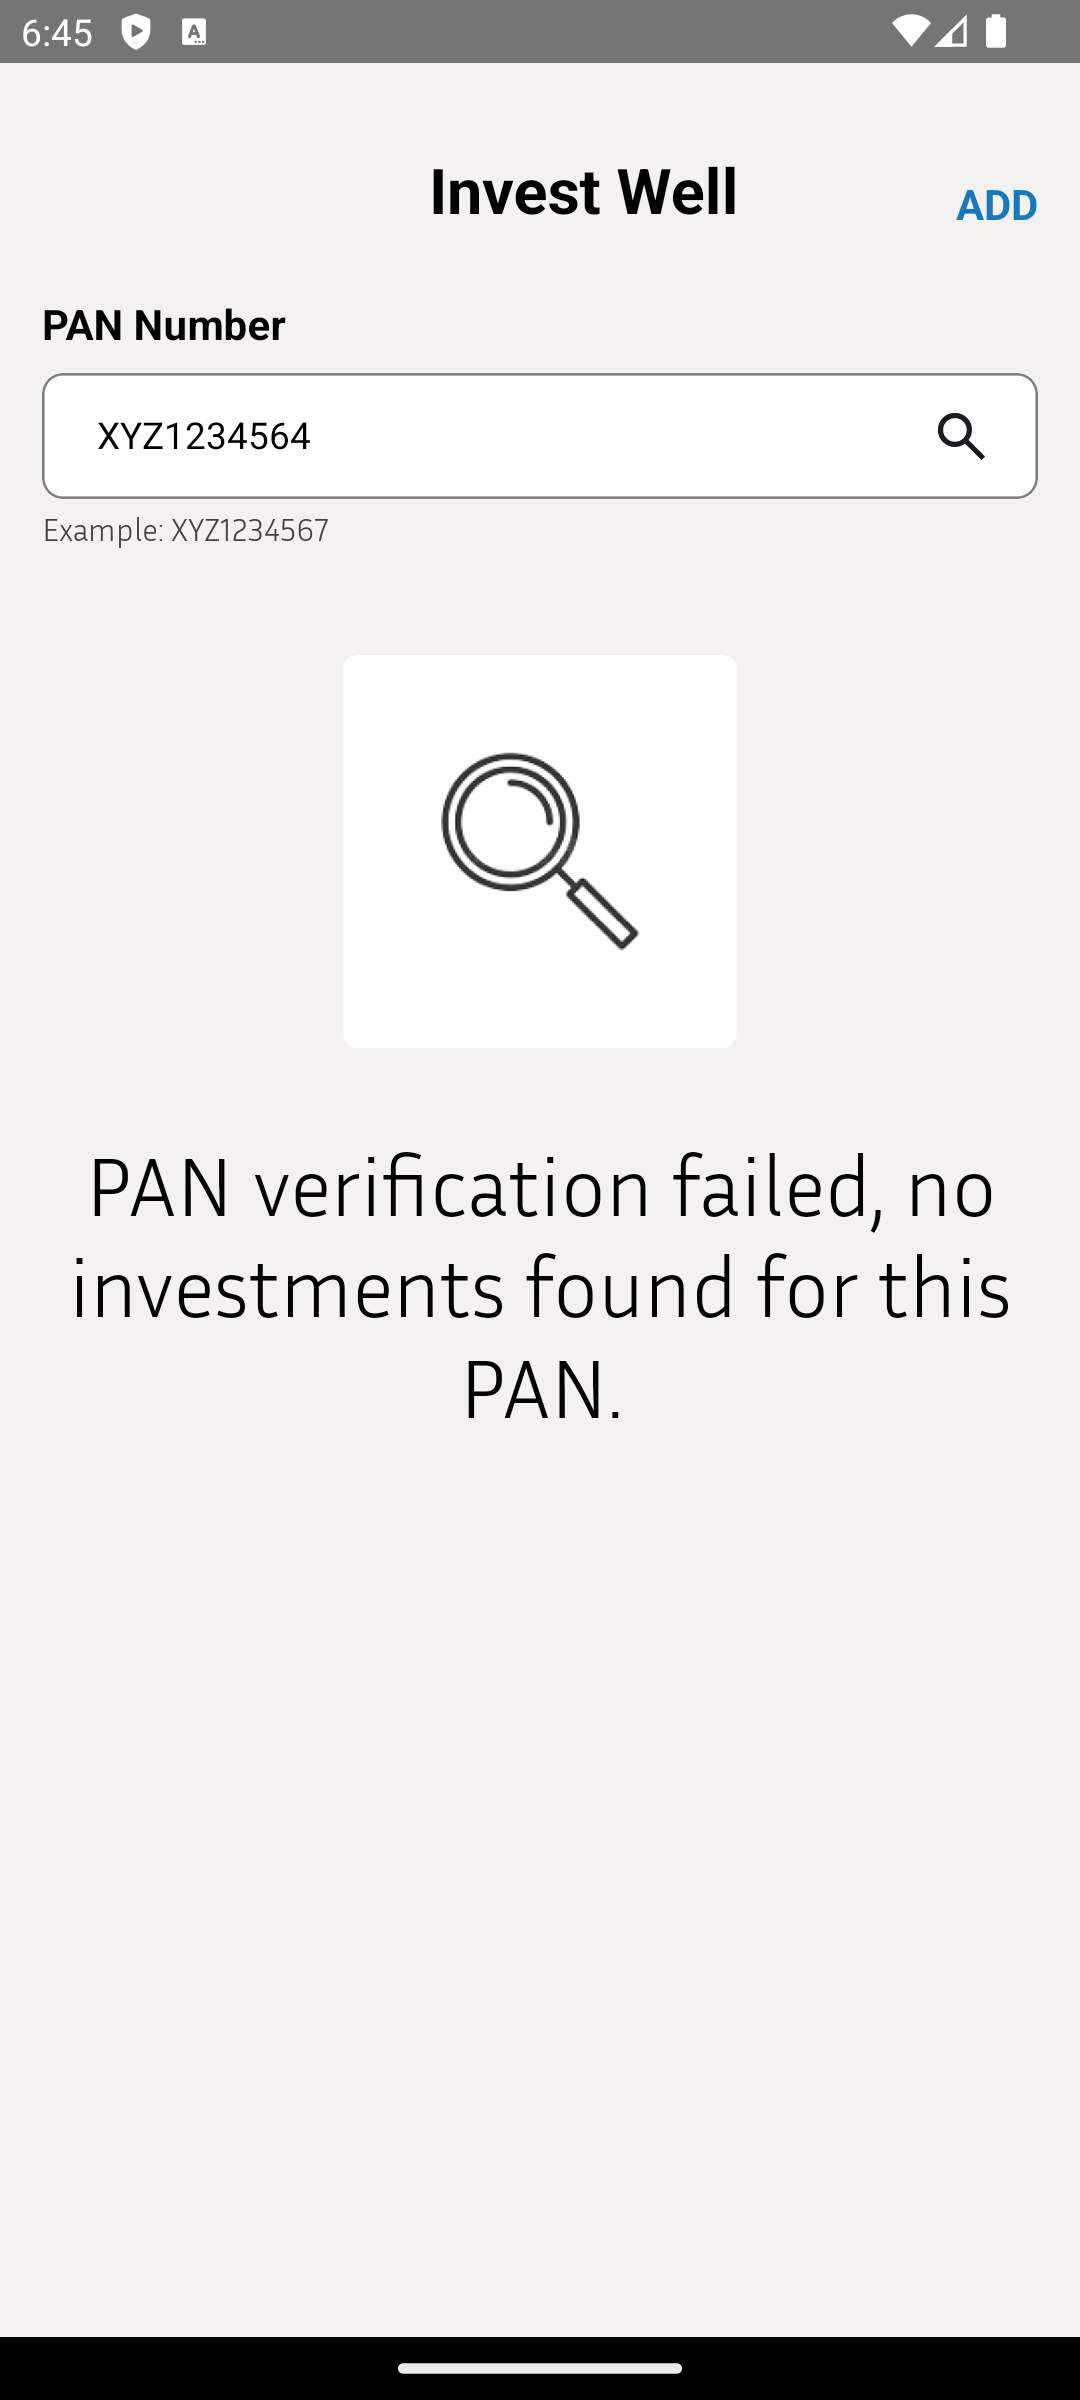 6:45
Invest Well
ADD
PAN Number
XYZ1234564
Example: XYZ1234567
PAN verification failed, no
investments found for this
PAN.